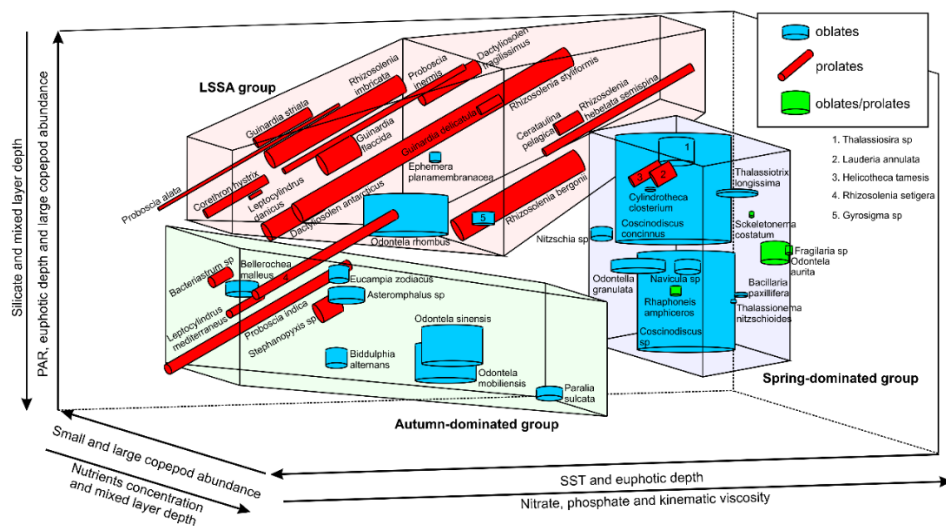 oblates
prolates
oblates/prolates
1. Thalassiosira sp
2. Lauderia annulata
3. Helicotheca tamesis
4. Rhizosolenia setigera
5. Gyrosigma sp
Silicate and mixed layer depth
PAR, euphotic depth and large copepod abundance
LSSA group
Guinardia striata
Rhizosolenia
imbricata
Proboscia
inermis
Dactyliosolen
fragilissimus
Rhizosolenia styliformis
Guinardia delicatula
Guinardia
flaccida
Cerataulina
pelagica
Rhizosolenia
hebetata semispina
Proboscia alata
Corethron hystrix
Leptocylindrus
danicus
Dactyliosolen antarcticus
Ephemera
planamembranacea
Odontela rhombus
5
Rhizosolenia bergonii
1
3
2
Cylindrotheca
closterium
Coscinodiscus
concinnus
Thalassiotrix
longissima
Sokeletonema
costatum
Nitzschia sp
Fragilaria sp
Odontela
aurita
Odontella
granulata
Navicula sp
Rhaphoneis
amphiceros
Coscinodiscus
sp
Bacillaria
paxillifera
Thalassionema
nitzschioides
Spring-dominated group
Bacteriastrum sp
Bellerochea
malleus
4
Eucampia zodiacus
Asteromphalus sp
Leptocylindrus
mediterraneus
Proboscia indica
Stephanopyxis sp
Biddulphia
alternans
Odontela sinensis
Odontela
mobiliensis
Paralia
sulcata
Autumn-dominated group
Small and large copepod abundance
Nutrients concentration
and mixed layer depth
SST and euphotic depth
Nitrate, phosphate and kinematic viscosity